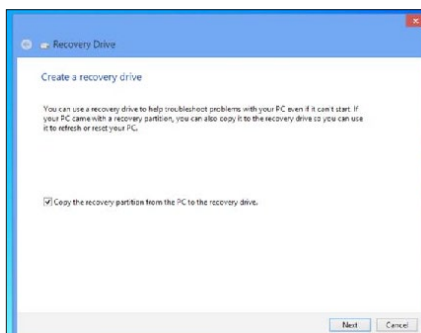 Recovery Drive
Create a recovery drive
You can use a recovery drive to help troubleshoot problems with your PC even if it can't start. If
your PC came with a recovery partition, you can also copy it to the recovery drive so you can use
it to refresh or reset your PC.
Copy the recovery partition from the PC to the recovery drive.
Next Cancel